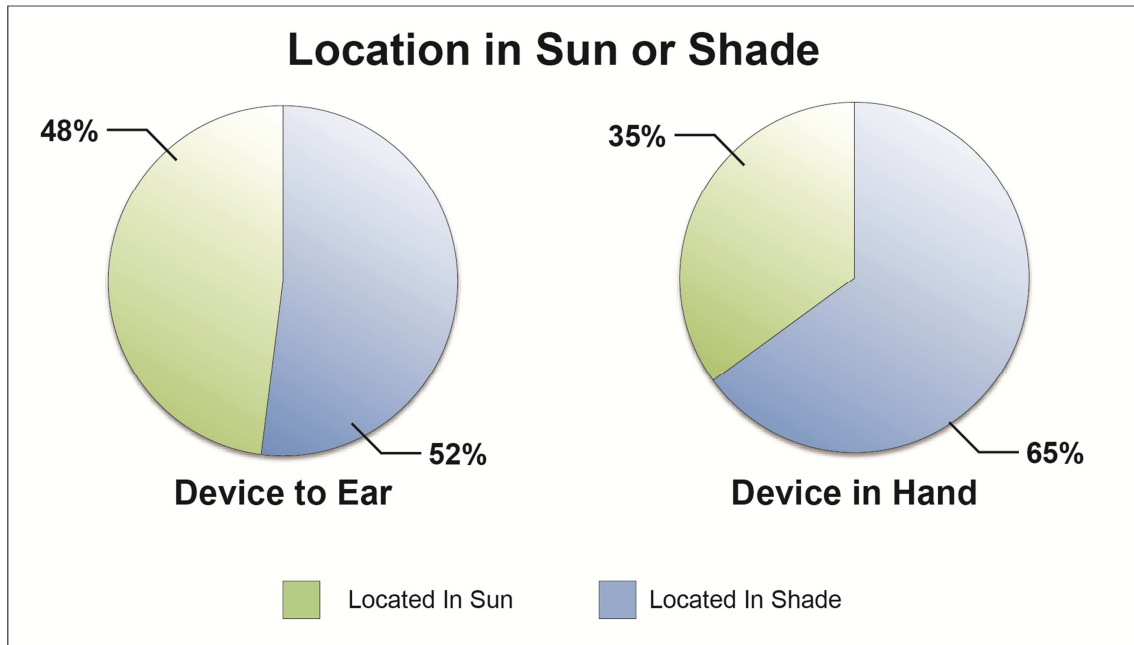 Location in Sun or Shade
48%
52%
Device to Ear
35%
65%
Device in Hand
Located In Sun
Located In Shade